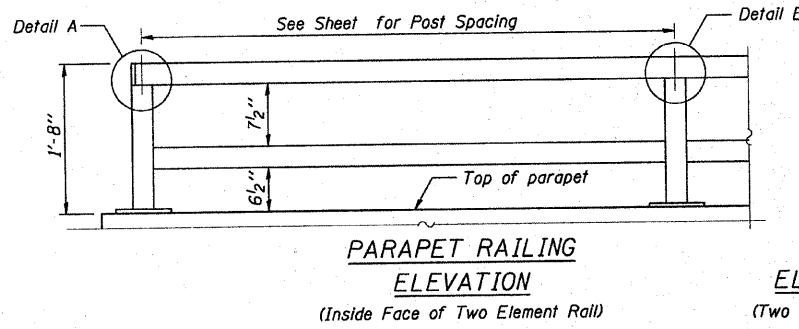 Detail A
See Sheet for Post Spacing
Detail
1'-8"
7½"
6½"
Top of parapet
PARAPET RAILING
ELEVATION
(Inside Face of Two Element Rail)
(Two